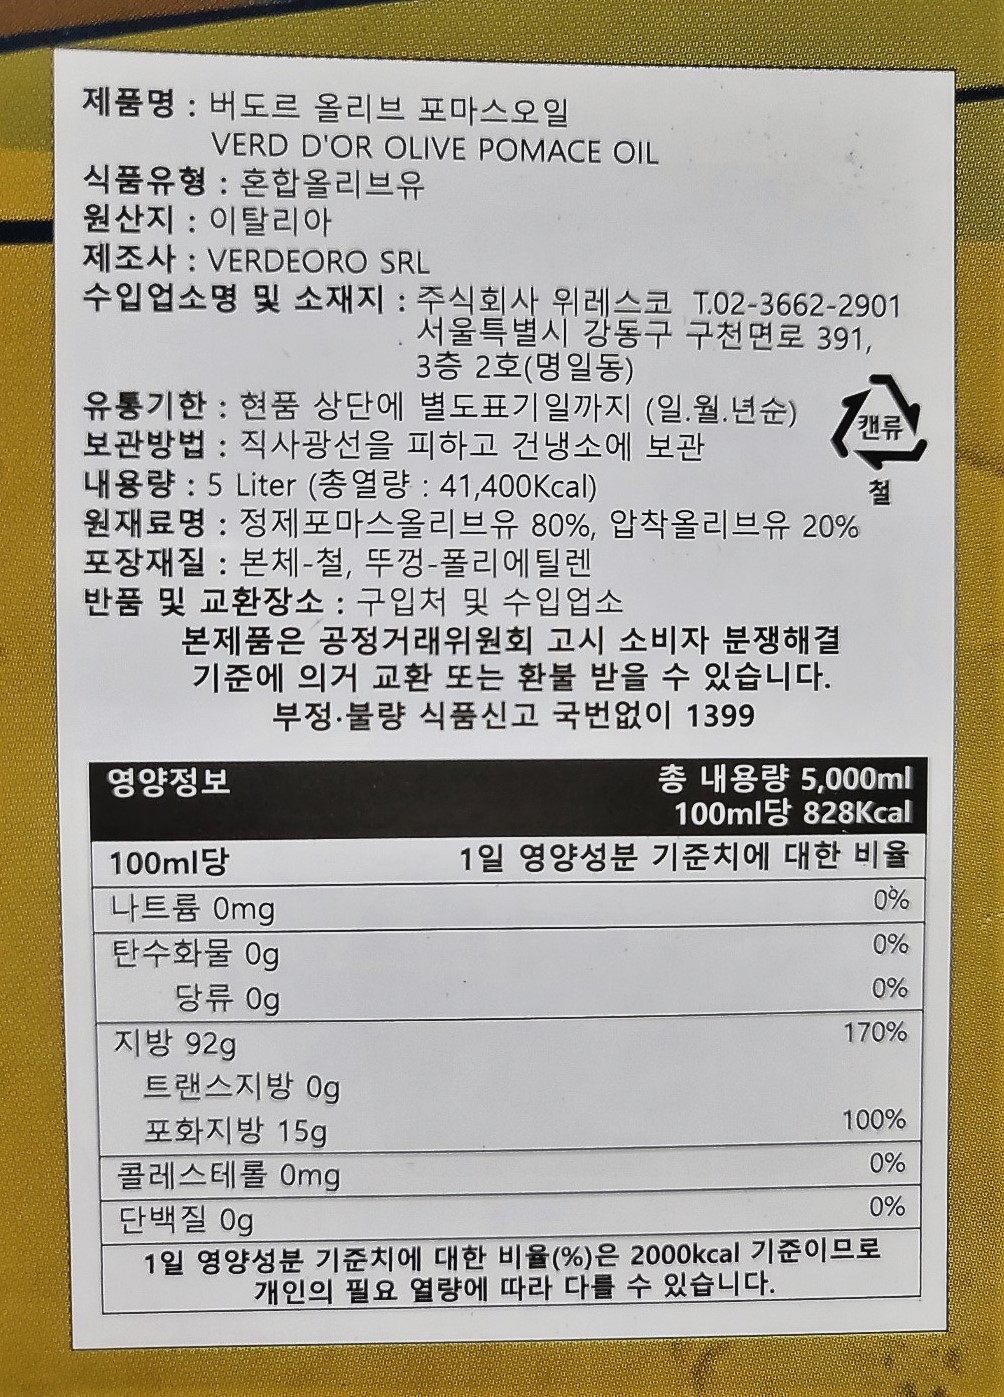 제품명 : 버도르 올리브 포마스오일
VERD D'OR OLIVE POMACE OIL
식품유형 : 혼합올리브유
원산지 : 이탈리아
제조사 : VERDEORO SRL
수입업소명 및 소재지 : 주식회사 위레스코 T.02-3662-2901
서울특별시 강동구 구천면로 391,
3층 2호(명일동)
유통기한 : 현품 상단에 별도표기일까지 (일.월.년순)
캔류
보관방법 : 직사광선을 피하고 건냉소에 보관
내용량 : 5 Liter (총열량 : 41,400Kcal)
철
원재료명 : 정제포마스올리브유 80%, 압착올리브유 20%
포장재질 : 본체-철, 뚜껑-폴리에틸렌
반품 및 교환장소 : 구입처 및 수입업소
본제품은 공정거래위원회 고시 소비자 분쟁해결
기준에 의거 교환 또는 환불 받을 수 있습니다.
부정·불량 식품신고 국번없이 1399
영양정보 총 내용량 5,000ml
100ml당 828Kcal
100ml당 1일 영양성분 기준치에 대한 비율
나트륨 0mg 0%
탄수화물 0g 0%
당류 0g 0%
지방 92g 170%
트랜스지방 0g
포화지방 15g 100%
콜레스테롤 0mg 0%
단백질 0g 0%
1일 영양성분 기준치에 대한 비율(%)은 2000kcal 기준이므로
개인의 필요 열량에 따라 다를 수 있습니다.